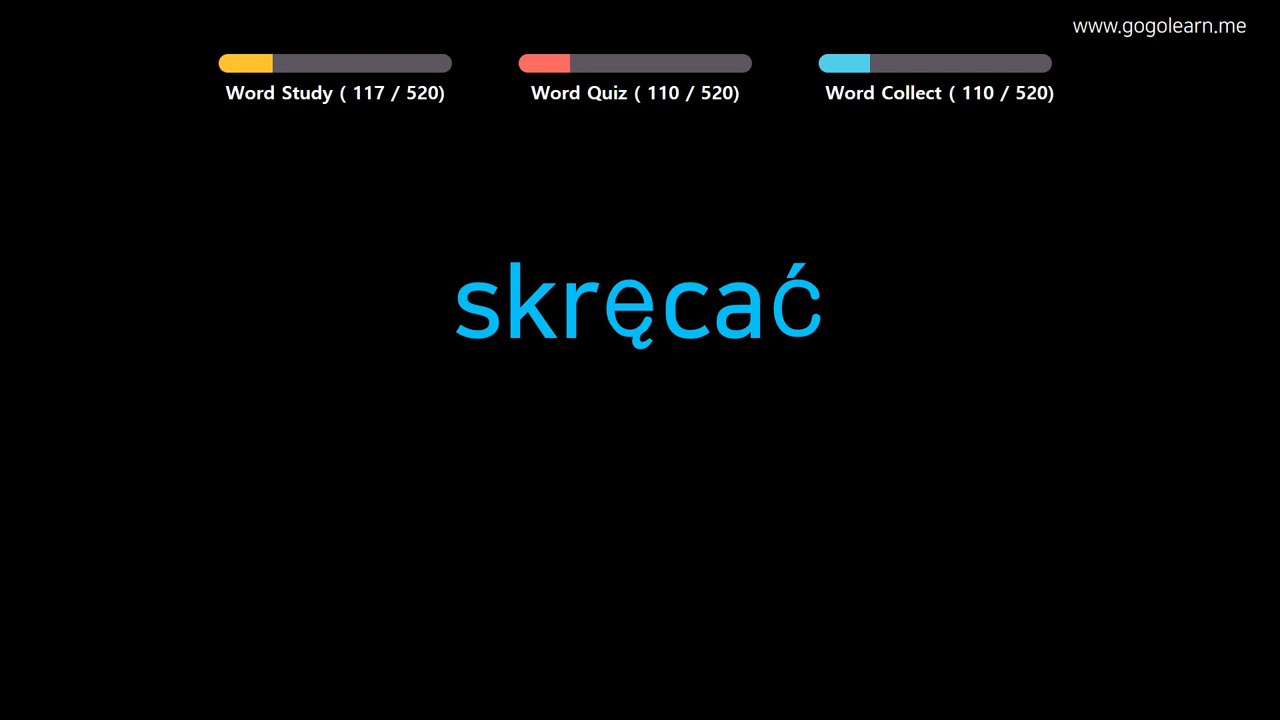 www.gogolearn.me
Word Study ( 117 / 520)
Word Quiz ( 110 / 520)
Word Collect ( 110 / 520)
skręcać